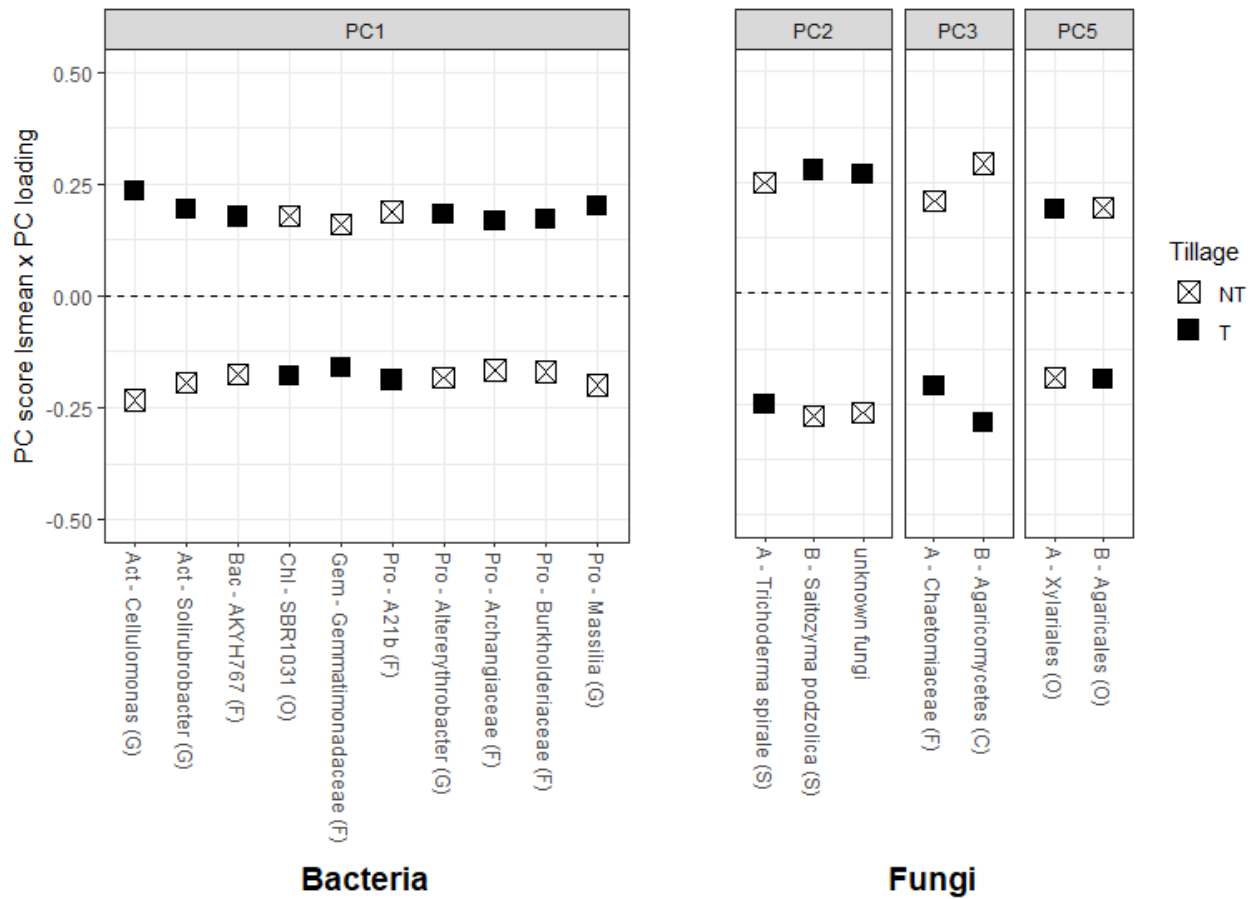 PC1
PC2
PC3
PC5
PC score lsmean x PC loading
0.50
0.25
0.00
-0.25
-0.50
Act - Cellulomonas (G)
Act - Solirubrobacter (G)
Bac - AKYH767 (F)
Chl - SBR1031 (O)
Gem - Gemmatimonadaceae (F)
Pro - A21b (F)
Pro - Altererythrobacter (G)
Pro - Archangiaceae (F)
Pro - Burkholderiaceae (F)
Pro - Massilia (G)
A - Trichoderma spirale (S)
B - Saitozyma podzolica (S)
unknown fungi
A - Chaetomiaceae (F)
B - Agaricomycetes (C)
A - Xylariales (O)
B - Agaricales (O)
Tillage
NT
T
Bacteria
Fungi